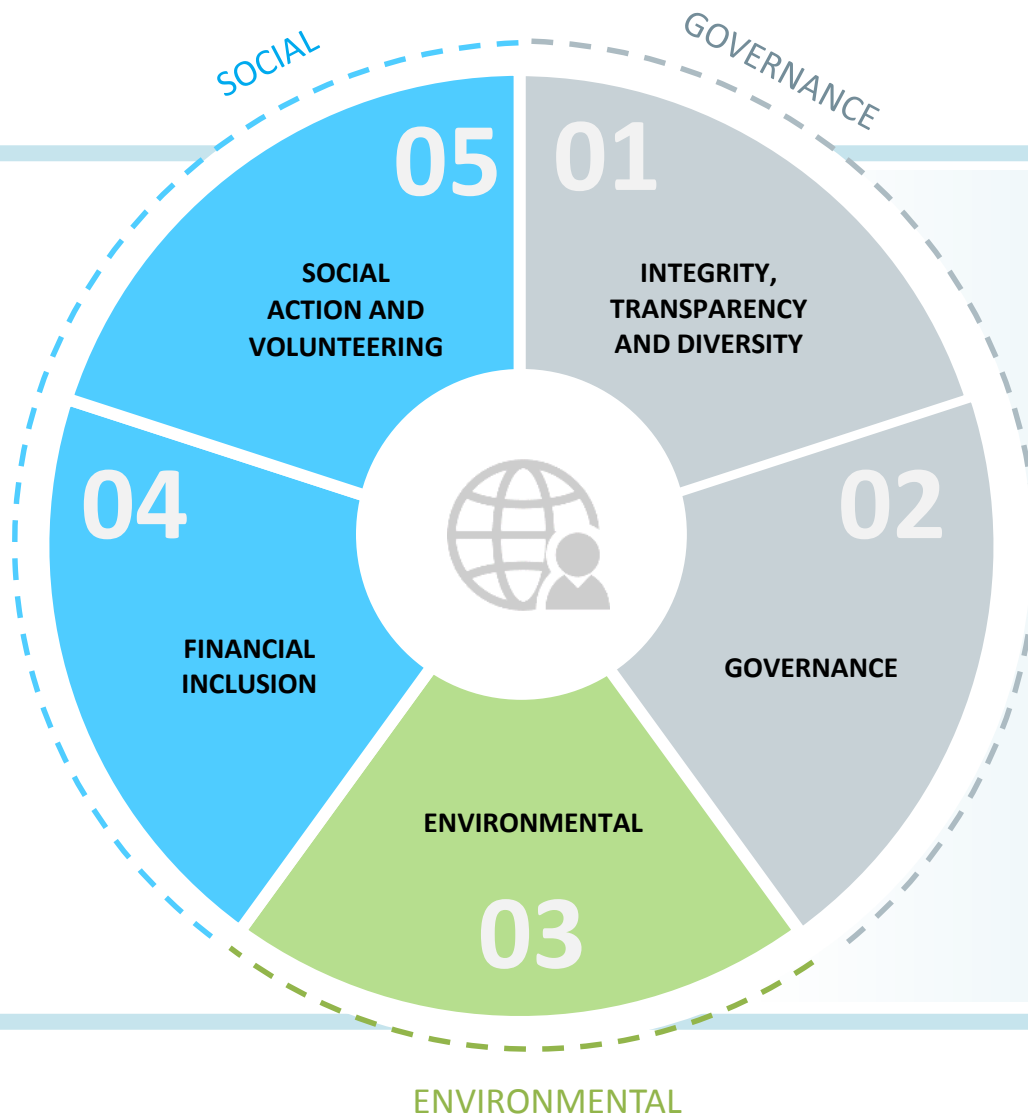 SOCIAL
GOVERNANCE
05
01
SOCIAL
ACTION AND
VOLUNTEERING
INTEGRITY,
TRANSPARENCY
AND DIVERSITY
04
02
FINANCIAL
INCLUSION
GOVERNANCE
ENVIRONMENTAL
03
ENVIRONMENTAL